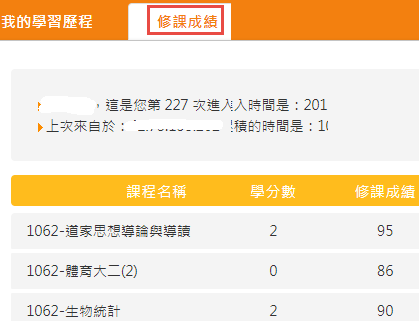 我的學習歷程 修課成績
，這是您第 227 次進入入時間是：201
上次來自於： 積的時間是：10
課程名稱 學分數 修課成績
1062-道家思想導論與導讀 2 95
1062-體育大二(2) 0 86
1062-生物統計 2 90